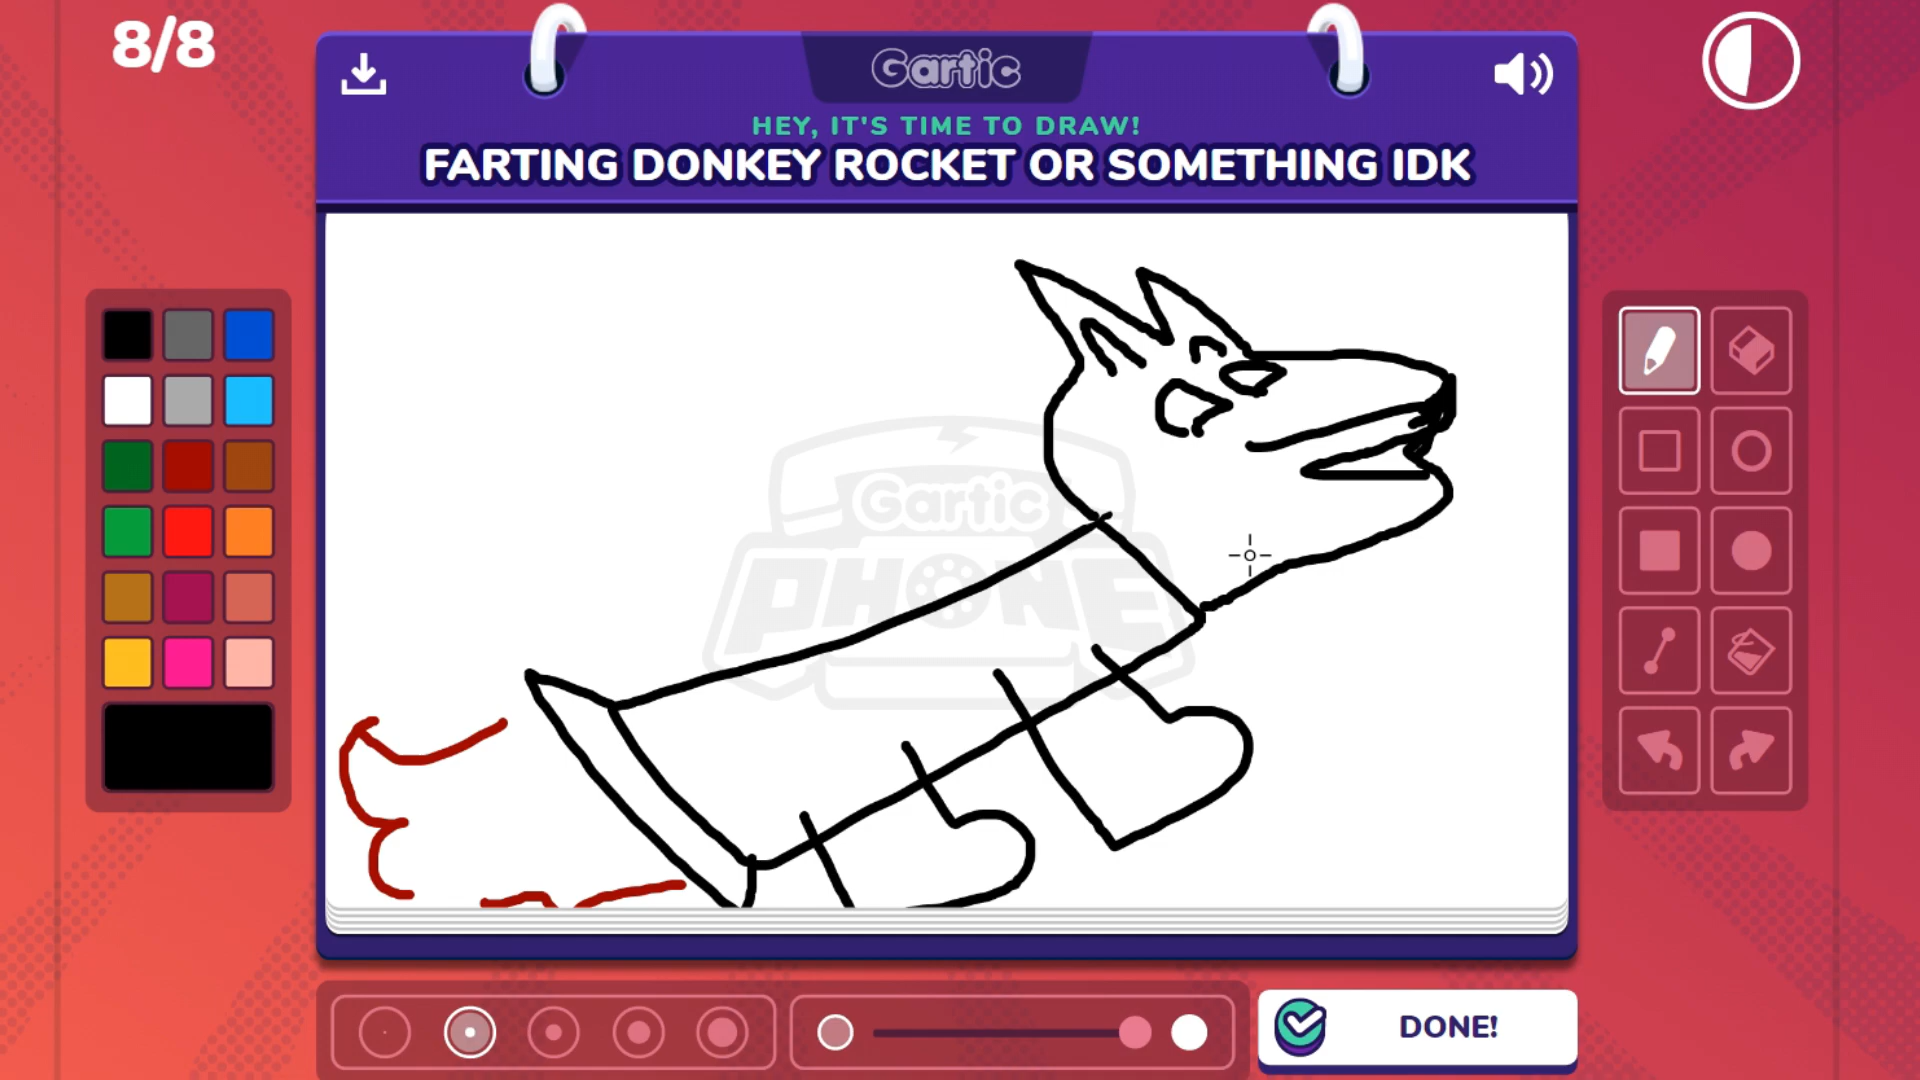 8/8
Gartic
HEY, IT'S TIME TO DRAW!
FARTING DONKEY ROCKET OR SOMETHING IDK
Gartic
PHONE
DONE!